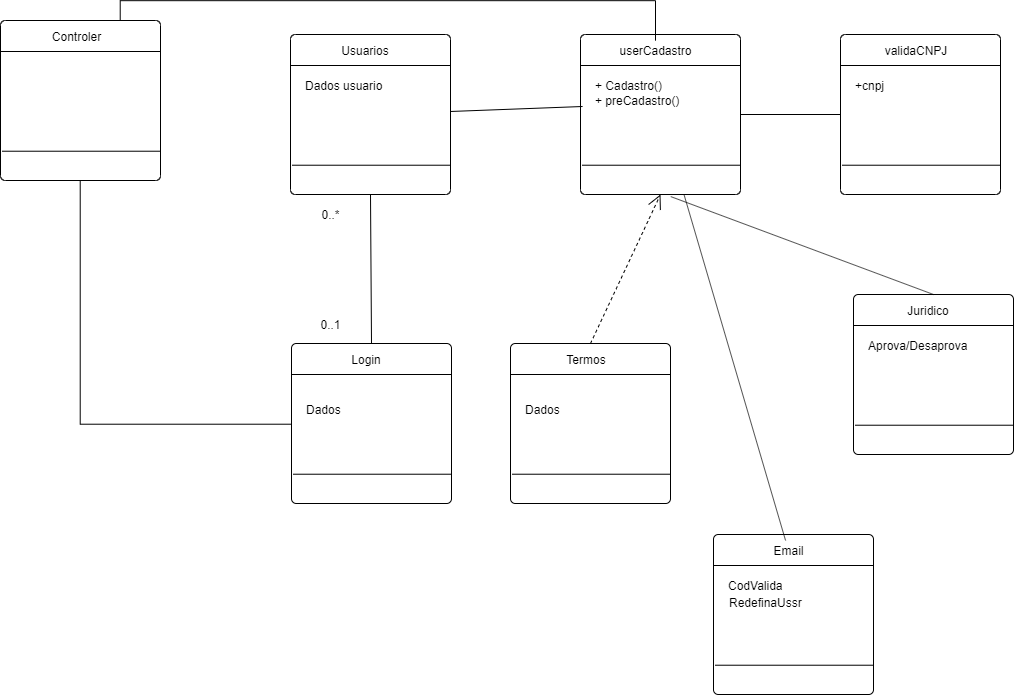 Controler
Usuarios
Dados usuario
userCadastro
+ Cadastro()
+ preCadastro()
validaCNPJ
+cnpj
0..*
0..1
Login
Dados
Termos
Dados
Juridico
Aprova/Desaprova
Email
CodValida
RedefinaUssr